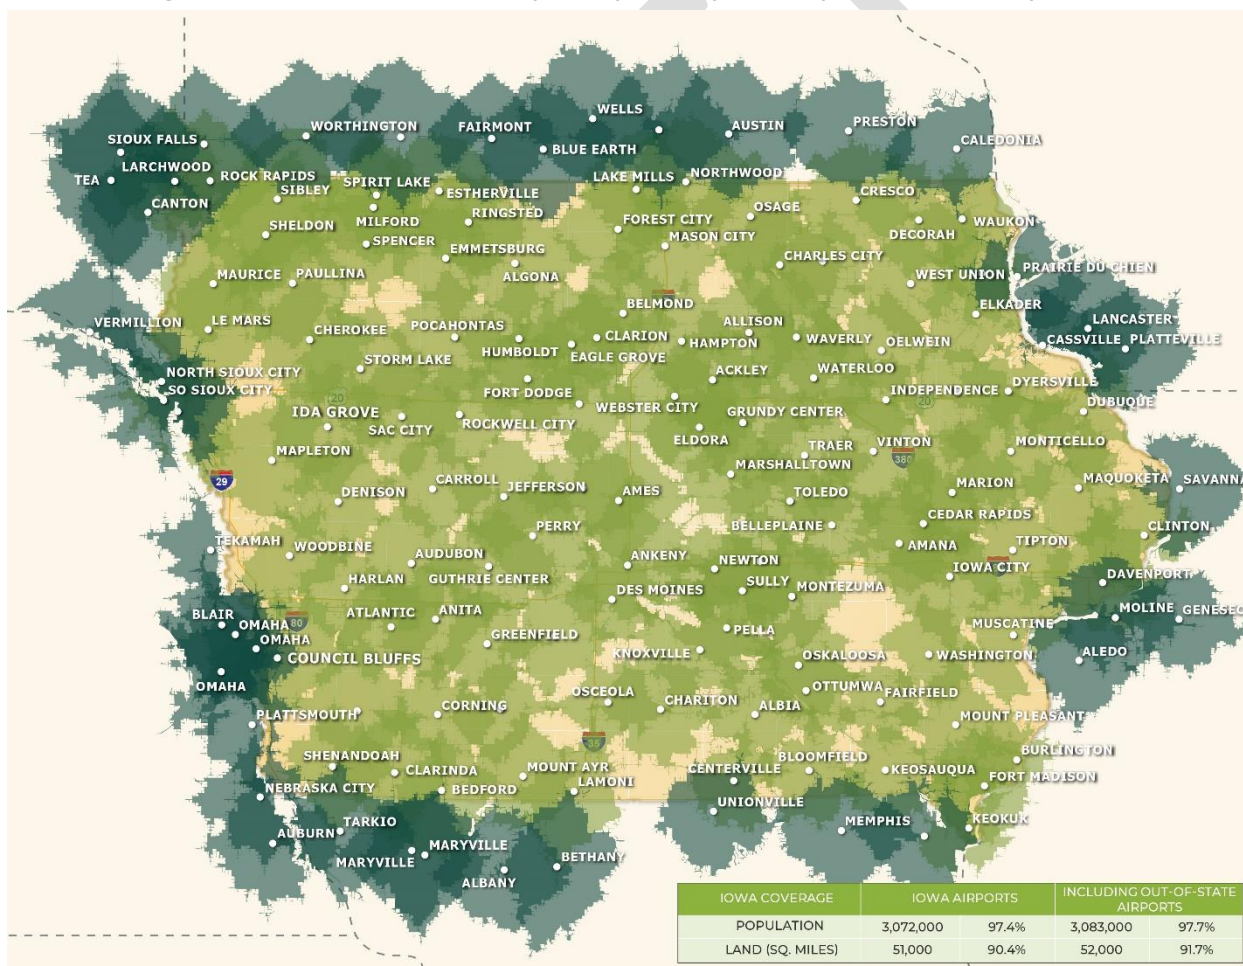 WELLS
WORTHINGTON
FAIRMONT
AUSTIN
PRESTON
SIOUX FALLS
BLUE EARTH
CALEDONIA
LARCHWOOD
TEA
ROCK RAPIDS
SPIRIT LAKE
LAKE MILLS
NORTHWOOD
SIBLEY
ESTHERVILLE
CRESCO
CANTON
MILFORD
RINGSTED
FOREST CITY
OSAGE
WAUKON
SHELDON
SPENCER
MASON CITY
DECORAH
EMMETSBURG
CHARLES CITY
MAURICE
PAULLINA
ALGONA
WEST UNION
PRAIRIE DU CHIEN
BELMOND
ELKADER
VERMILLION
LE MARS
CHEROKEE
POCAHONTAS
CLARION
ALLISON
LANCASTER
HUMBOLDT
EAGLE GROVE
HAMPTON
WAVERLY
OELWEIN
CASSVILLE
PLATTEVILLE
STORM LAKE
NORTH SIOUX CITY
ACKLEY
WATERLOO
SO SIOUX CITY
FORT DODGE
INDEPENDENCE
DYERSVILLE
20
WEBSTER CITY
20
DUBUQUE
IDA GROVE
SAC CITY
ROCKWELL CITY
GRUNDY CENTER
ELDORA
TRAER
VINTON
MONTICELLO
MAPLETON
380
MARSHALLTOWN
29
DENISON
CARROLL
JEFFERSON
AMES
TOLEDO
MARION
MAQUOKETA
SAVANNA
PERRY
BELLEPLAINE
CEDAR RAPIDS
CLINTON
TEKAMAH
WOODBINE
AUDUBON
ANKENY
NEWTON
AMANA
TIPTON
HARLAN
GUTHRIE CENTER
IOWA CITY
DAVENPORT
DES MOINES
SULLY
MONTEZUMA
BLAIR
ATLANTIC
ANITA
MOLINE
GENESEO
OMAHA
80
PELLA
MUSCATINE
OMAHA
GREENFIELD
COUNCIL BLUFFS
KNOXVILLE
OSKALOOSA
WASHINGTON
ALEDO
OMAHA
OSCEOLA
OTTUMWA
FAIRFIELD
PLATTSMOUTH
CORNING
CHARITON
ALBIA
MOUNT PLEASANT
35
SHENANDOAH
CLARINDA
MOUNT AYR
CENTERVILLE
BLOOMFIELD
KEOSAUQUA
BURLINGTON
NEBRASKA CITY
BEDFORD
LAMONI
FORT MADISON
UNIONVILLE
TARKIO
MEMPHIS
KEOKUK
AUBURN
MARYVILLE
MARYVILLE
BETHANY
ALBANY
IOWA COVERAGE IOWA AIRPORTS INCLUDING OUT-OF-STATE
AIRPORTS
POPULATION 3,072,000 97.4% 3,083,000 97.7%
LAND (SQ. MILES) 51,000 90.4% 52,000 91.7%